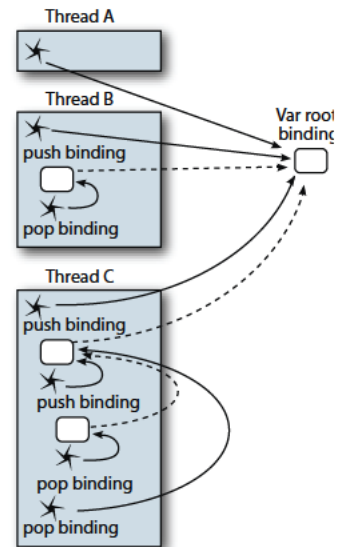 Thread A
Thread B
push binding
pop binding
Var root
binding
Thread C
push binding
push binding
pop binding
pop binding